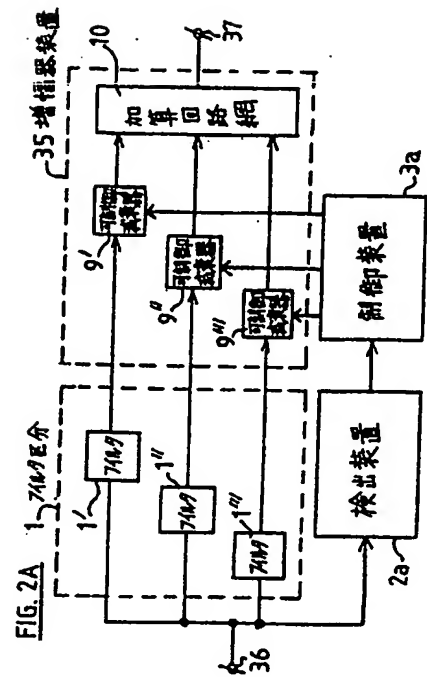 FIG. 2A
1 フィルタ区分
35 増幅器装置
1′
フィルタ
1″
フィルタ
1‴
フィルタ
9′
可制御
減衰器
9″
可制御
減衰器
9‴
可制御
減衰器
10
加算回路網
37
36
検出装置
2a
制御装置
3a